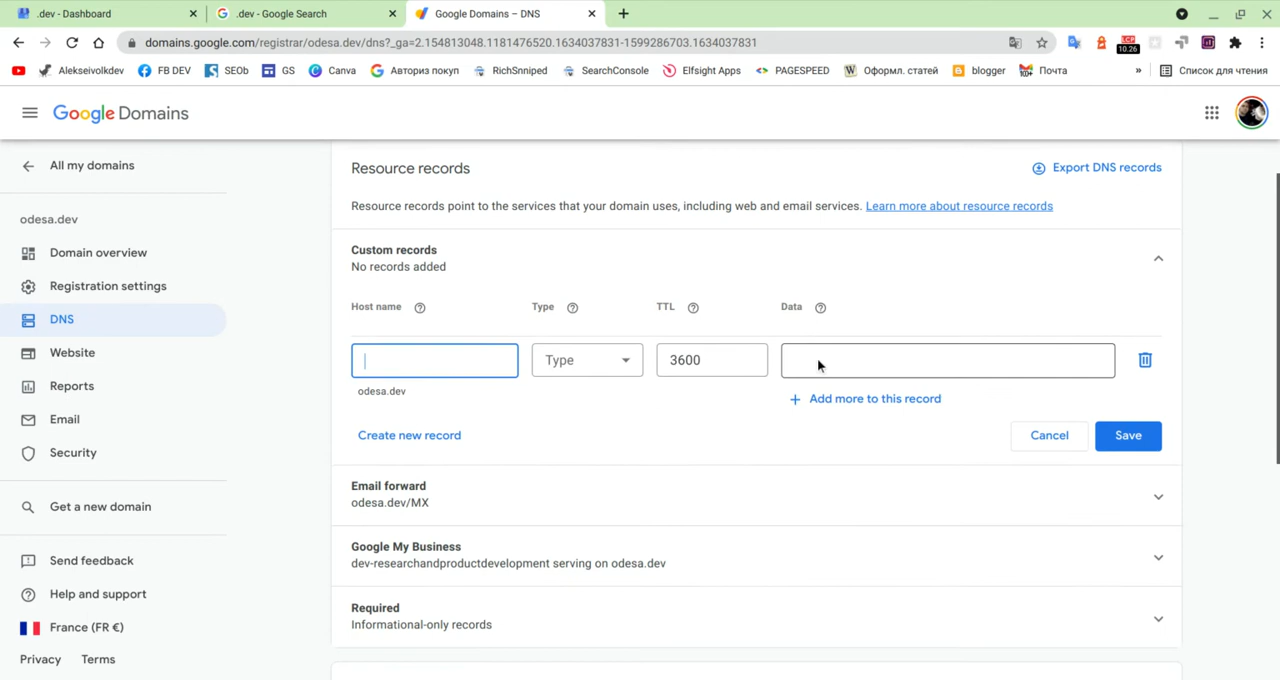 .dev - Dashboard
.dev - Google Search
Google Domains – DNS
domains.google.com/registrar/odesa.dev/dns?_ga=2.154813048.1181476520.1634037831-1599286703.1634037831
LCP
10.26
Alekseivolkdev
FB DEV
SEOb
GS
Canva
Авториз покуп
RichSnniped
SearchConsole
Elfsight Apps
PAGESPEED
Оформл. статей
blogger
Почта
»
Список для чтения
Google Domains
All my domains
odesa.dev
Domain overview
Registration settings
DNS
Website
Reports
Email
Security
Get a new domain
Send feedback
Help and support
France (FR €)
Privacy
Terms
Resource records
Export DNS records
Resource records point to the services that your domain uses, including web and email services. Learn more about resource records
Custom records
No records added
Host name
Type
TTL
Data
Type
3600
odesa.dev
Add more to this record
Create new record
Cancel
Save
Email forward
odesa.dev/MX
Google My Business
dev-researchandproductdevelopment serving on odesa.dev
Required
Informational-only records